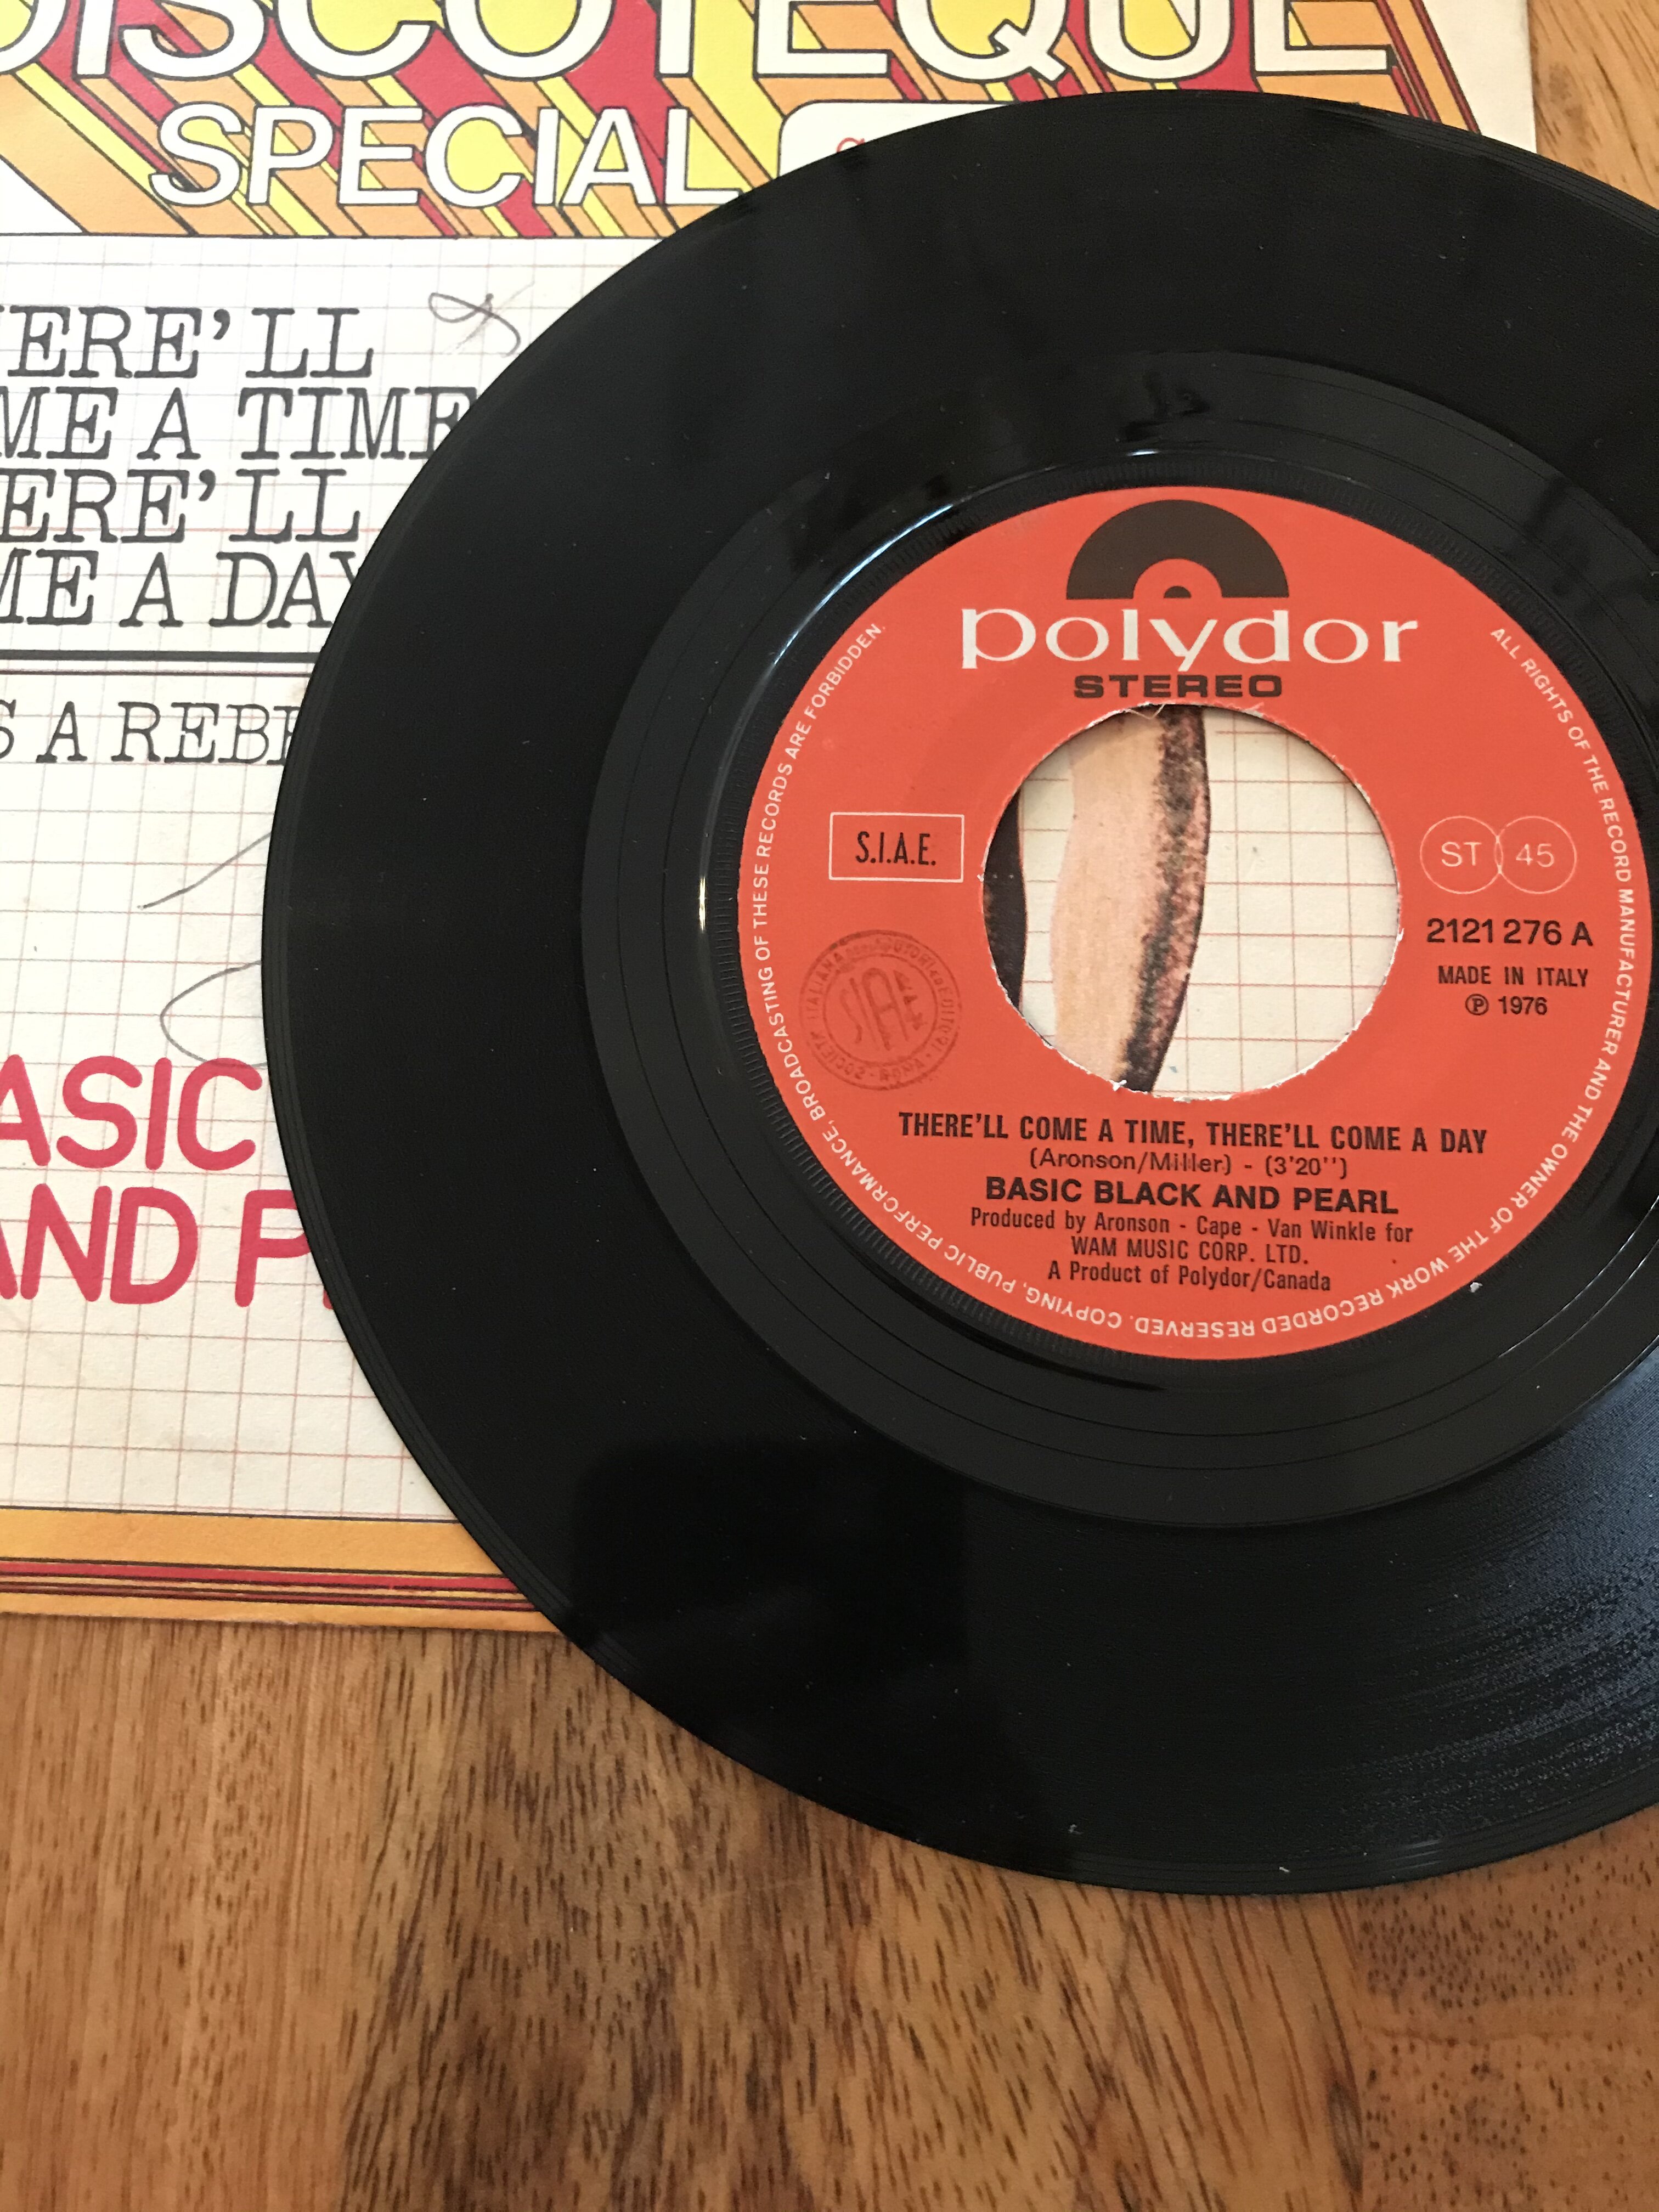 DISCOTEQUE
SPECIAL
ERE'LL
ME A TIME
ERE'LL
ME A DAY
S A REBE
ASIC
AND P
polydor
STEREO
S.I.A.E.
ST 45
2121 276 A
MADE IN ITALY
℗ 1976
THERE'LL COME A TIME, THERE'LL COME A DAY
(Aronson/Miller) - (3'20'')
BASIC BLACK AND PEARL
Produced by Aronson - Cape - Van Winkle for
WAM MUSIC CORP. LTD.
A Product of Polydor/Canada
ALL RIGHTS OF THE RECORD MANUFACTURER AND THE OWNER OF THE WORK RECORDED RESERVED. COPYING, PUBLIC PERFORMANCE, BROADCASTING OF THESE RECORDS ARE FORBIDDEN.
SIAE
ROMA